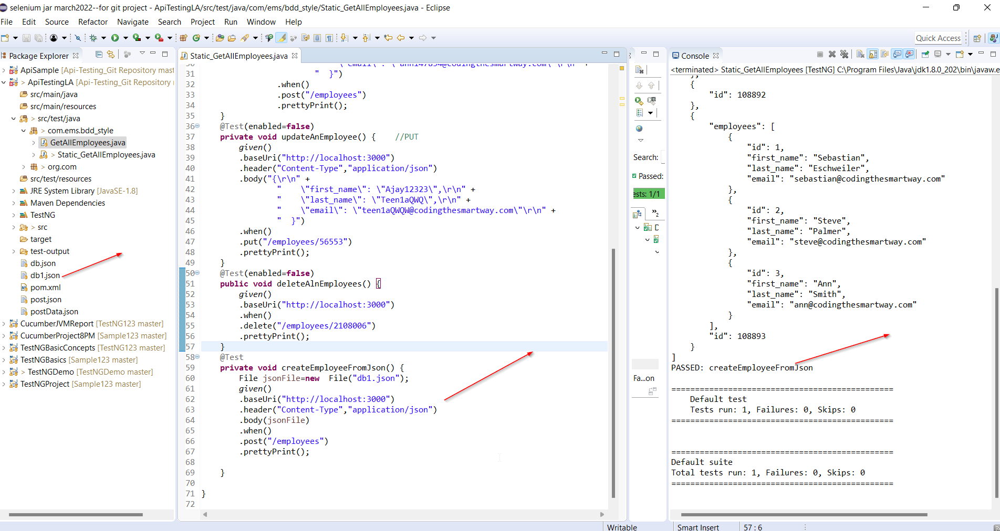 selenium jar march2022--for git project - ApiTestingLA/src/test/java/com/ems/bdd_style/Static_GetAllEmployees.java - Eclipse
File Edit Source Refactor Navigate Search Project Run Window Help
Quick Access
Package Explorer
ApiSample [Api-Testing_Git Repository mast
> ApiTestingLA [Api-Testing_Git Repository
src/main/java
src/main/resources
> src/test/java
> com.ems.bdd_style
GetAllEmployees.java
> Static_GetAllEmployees.java
> org.com
src/test/resources
JRE System Library [JavaSE-1.8]
Maven Dependencies
TestNG
> src
target
test-output
db.json
db1.json
pom.xml
post.json
postData.json
CucumberJVMReport [TestNG123 master]
CucumberProject8PM [Sample123 master]
TestNGBasicConcepts [TestNG123 master]
TestNGBasics [Sample123 master]
> TestNGDemo [TestNGDemo master]
TestNGProject [Sample123 master]
Static_GetAllEmployees.java
31 "  }")
32 .when()
33 .post("/employees")
34 .prettyPrint();
35 }
36 @Test(enabled=false)
37 private void updateAnEmployee() {    //PUT
38 given()
39 .baseUri("http://localhost:3000")
40 .header("Content-Type","application/json")
41 .body("{\r\n" +
42 "    \"first_name\": \"Ajay12323\",\r\n" +
43 "    \"last_name\": \"Teen1aQWQ\",\r\n" +
44 "    \"email\": \"teen1aQWQW@codingthesmartway.com\"\r\n" +
45 "  }")
46 .when()
47 .put("/employees/56553")
48 .prettyPrint();
49 }
50 @Test(enabled=false)
51 public void deleteAlnEmployees() {
52 given()
53 .baseUri("http://localhost:3000")
54 .when()
55 .delete("/employees/2108006")
56 .prettyPrint();
57 }
58 @Test
59 private void createEmployeeFromJson() {
60 File jsonFile=new  File("db1.json");
61 given()
62 .baseUri("http://localhost:3000")
63 .header("Content-Type","application/json")
64 .body(jsonFile)
65 .when()
66 .post("/employees")
67 .prettyPrint();
68
69 }
70
71 }
72
Search:
Passed:
ests: 1/1
»2
Fa...on
Console
<terminated> Static_GetAllEmployees [TestNG] C:\Program Files\Java\jdk1.8.0_202\bin\javaw.e
{
"id": 108892
},
{
"employees": [
{
"id": 1,
"first_name": "Sebastian",
"last_name": "Eschweiler",
"email": "sebastian@codingthesmartway.com"
},
{
"id": 2,
"first_name": "Steve",
"last_name": "Palmer",
"email": "steve@codingthesmartway.com"
},
{
"id": 3,
"first_name": "Ann",
"last_name": "Smith",
"email": "ann@codingthesmartway.com"
}
],
"id": 108893
}
]
PASSED: createEmployeeFromJson
===============================================
Default test
Tests run: 1, Failures: 0, Skips: 0
===============================================
===============================================
Default suite
Total tests run: 1, Failures: 0, Skips: 0
===============================================
Writable Smart Insert 57 : 6